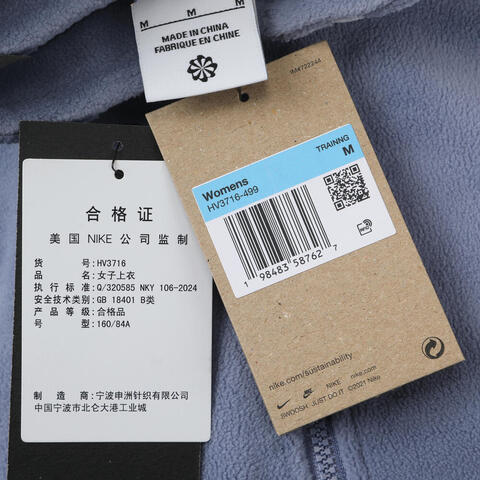 M M M
MADE IN CHINA
FABRIQUE EN CHINE
1M472224A
TRAINNG
M
Womens
HV3716-499
1 98483 58762 7
RFID
nike.com/sustainability
NIKE nike.com
SWOOSH, JUST DO IT ©2021 Nike
合格证
美国 NIKE 公司监制
货号:HV3716
品名:女子上衣
执行标准:Q/320585 NKY 106-2024
安全技术类别:GB 18401 B类
产品等级:合格品
号型:160/84A
制造商:宁波申洲针织有限公司
中国宁波市北仑大港工业城